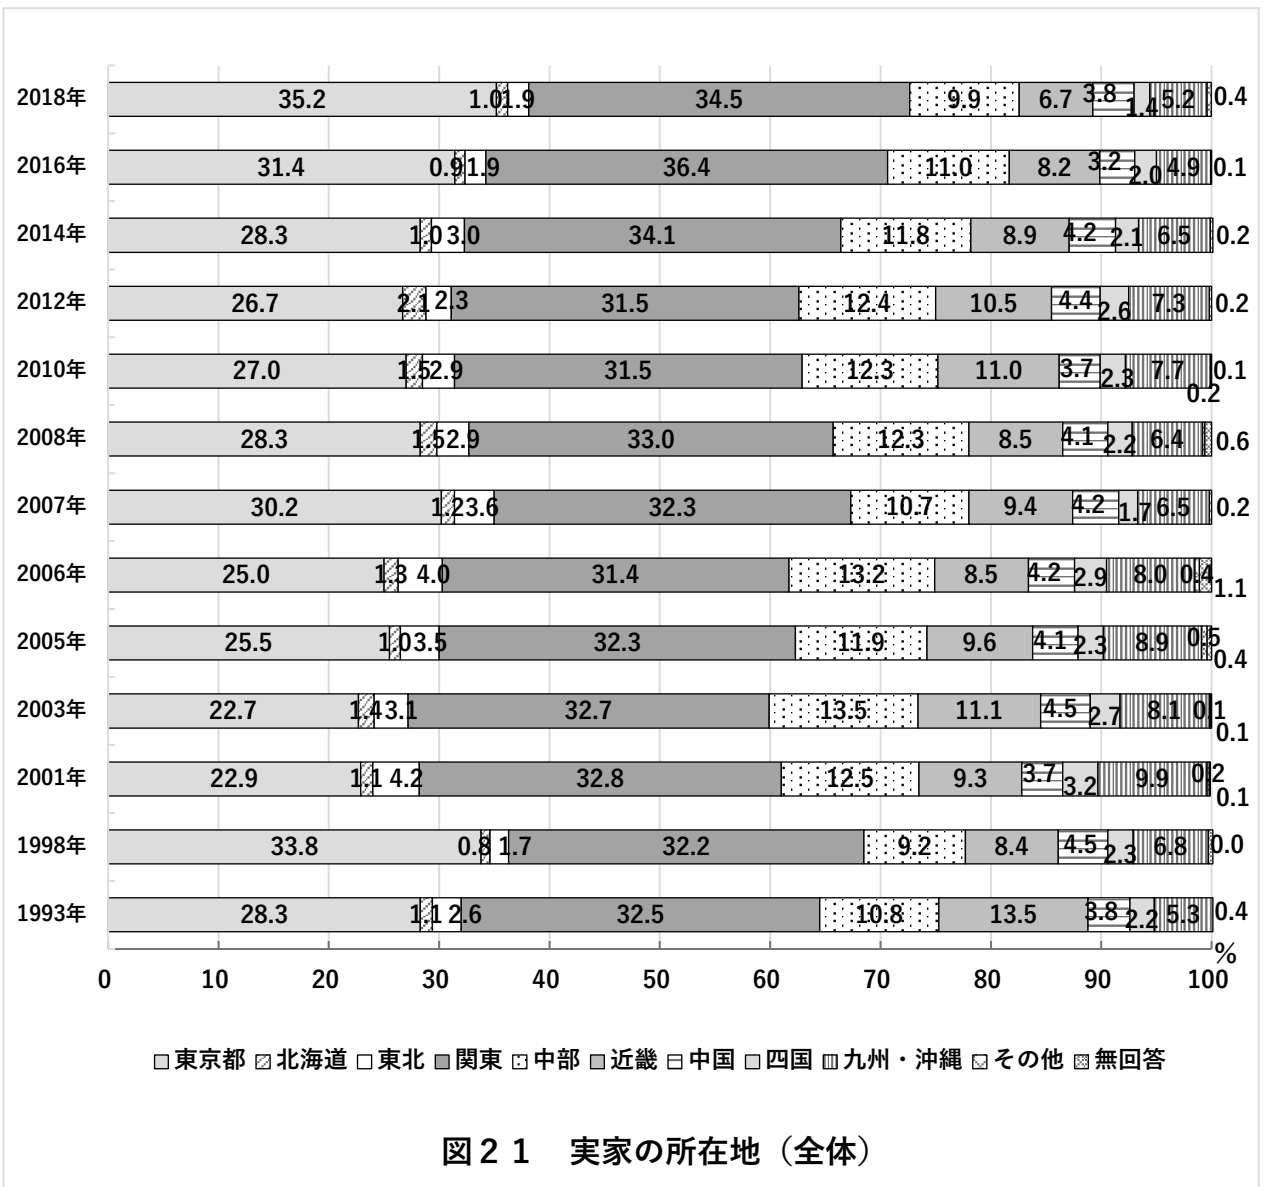 2018年 35.2 1.0 1.9 34.5 9.9 6.7 3.8 1.4 5.2 0.4
2016年 31.4 0.9 1.9 36.4 11.0 8.2 3.2 2.0 4.9 0.1
2014年 28.3 1.0 3.0 34.1 11.8 8.9 4.2 2.1 6.5 0.2
2012年 26.7 2.1 2.3 31.5 12.4 10.5 4.4 2.6 7.3 0.2
2010年 27.0 1.5 2.9 31.5 12.3 11.0 3.7 2.3 7.7 0.2 0.1
2008年 28.3 1.5 2.9 33.0 12.3 8.5 4.1 2.2 6.4 0.6
2007年 30.2 1.2 3.6 32.3 10.7 9.4 4.2 1.7 6.5 0.2
2006年 25.0 1.3 4.0 31.4 13.2 8.5 4.2 2.9 8.0 0.4 1.1
2005年 25.5 1.0 3.5 32.3 11.9 9.6 4.1 2.3 8.9 0.5 0.4
2003年 22.7 1.4 3.1 32.7 13.5 11.1 4.5 2.7 8.1 0.1 0.1
2001年 22.9 1.1 4.2 32.8 12.5 9.3 3.7 3.2 9.9 0.2 0.1
1998年 33.8 0.8 1.7 32.2 9.2 8.4 4.5 2.3 6.8 0.0
1993年 28.3 1.1 2.6 32.5 10.8 13.5 3.8 2.2 5.3 0.4
%
0 10 20 30 40 50 60 70 80 90 100
東京都 北海道 東北 関東 中部 近畿 中国 四国 九州・沖縄 その他 無回答
図２１　実家の所在地（全体）